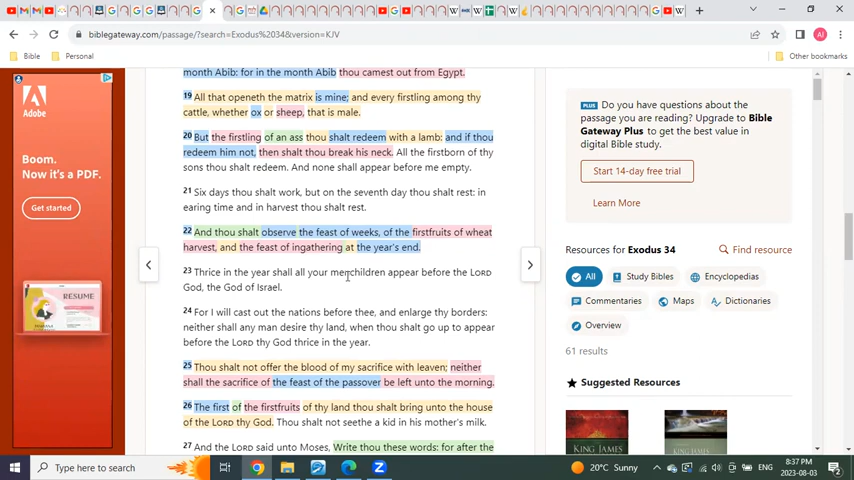 biblegateway.com/passage/?search=Exodus%2034&version=KJV
Bible
Personal
Other bookmarks
month Abib: for in the month Abib thou camest out from Egypt.
19 All that openeth the matrix is mine; and every firstling among thy
cattle, whether ox or sheep, that is male.
20 But the firstling of an ass thou shalt redeem with a lamb: and if thou
redeem him not, then shalt thou break his neck. All the firstborn of thy
sons thou shalt redeem. And none shall appear before me empty.
21 Six days thou shalt work, but on the seventh day thou shalt rest: in
earing time and in harvest thou shalt rest.
22 And thou shalt observe the feast of weeks, of the firstfruits of wheat
harvest, and the feast of ingathering at the year's end.
23 Thrice in the year shall all your menchildren appear before the LORD
God, the God of Israel.
24 For I will cast out the nations before thee, and enlarge thy borders:
neither shall any man desire thy land, when thou shalt go up to appear
before the LORD thy God thrice in the year.
25 Thou shalt not offer the blood of my sacrifice with leaven; neither
shall the sacrifice of the feast of the passover be left unto the morning.
26 The first of the firstfruits of thy land thou shalt bring unto the house
of the LORD thy God. Thou shalt not seethe a kid in his mother's milk.
27 And the LORD said unto Moses, Write thou these words: for after the
Adobe
Boom.
Now it's a PDF.
Get started
RESUME
PLUS Do you have questions about the
passage you are reading? Upgrade to Bible
Gateway Plus to get the best value in
digital Bible study.
Start 14-day free trial
Learn More
Resources for Exodus 34
Find resource
All
Study Bibles
Encyclopedias
Commentaries
Maps
Dictionaries
Overview
61 results
Suggested Resources
KING JAMES
KING JAMES
Type here to search
20°C Sunny
ENG
8:37 PM
2023-08-03
2